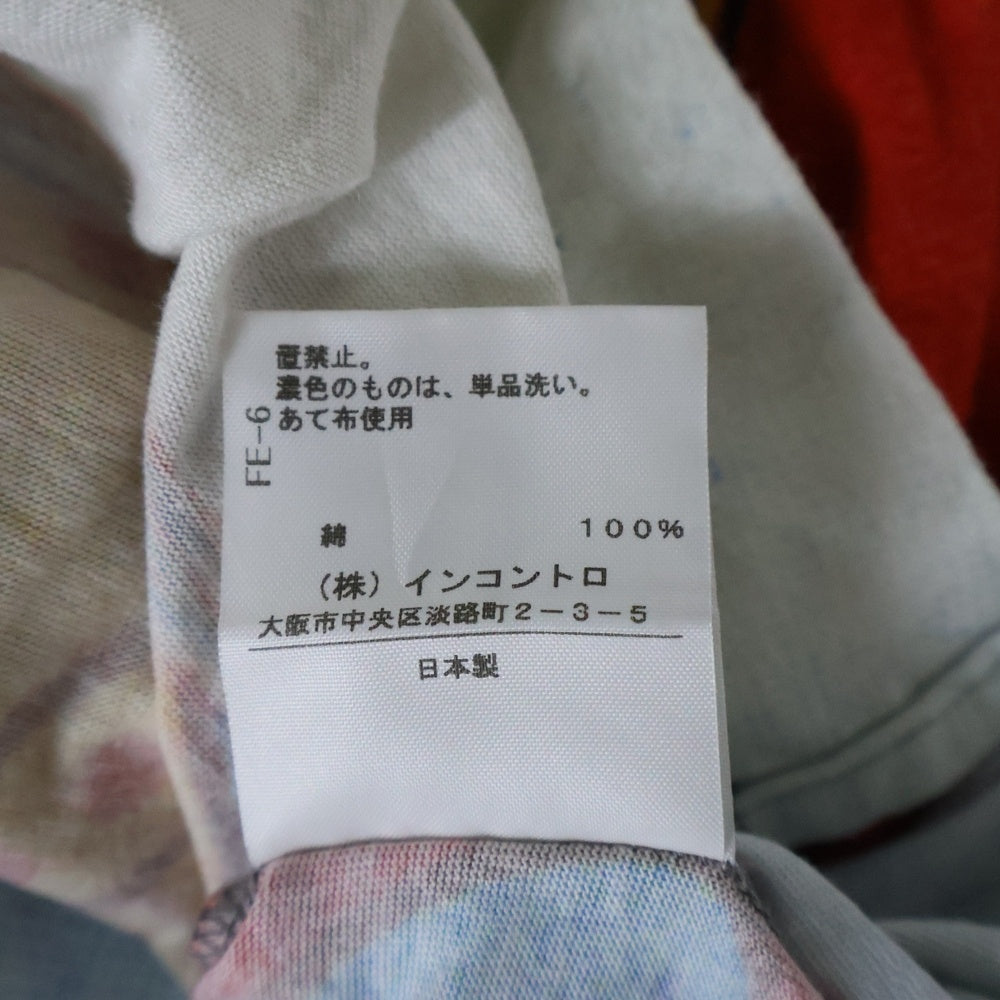 置禁止。
濃色のものは、単品洗い。
あて布使用
FE-6
綿 100%
（株）インコントロ
大阪市中央区淡路町2-3-5
日本製